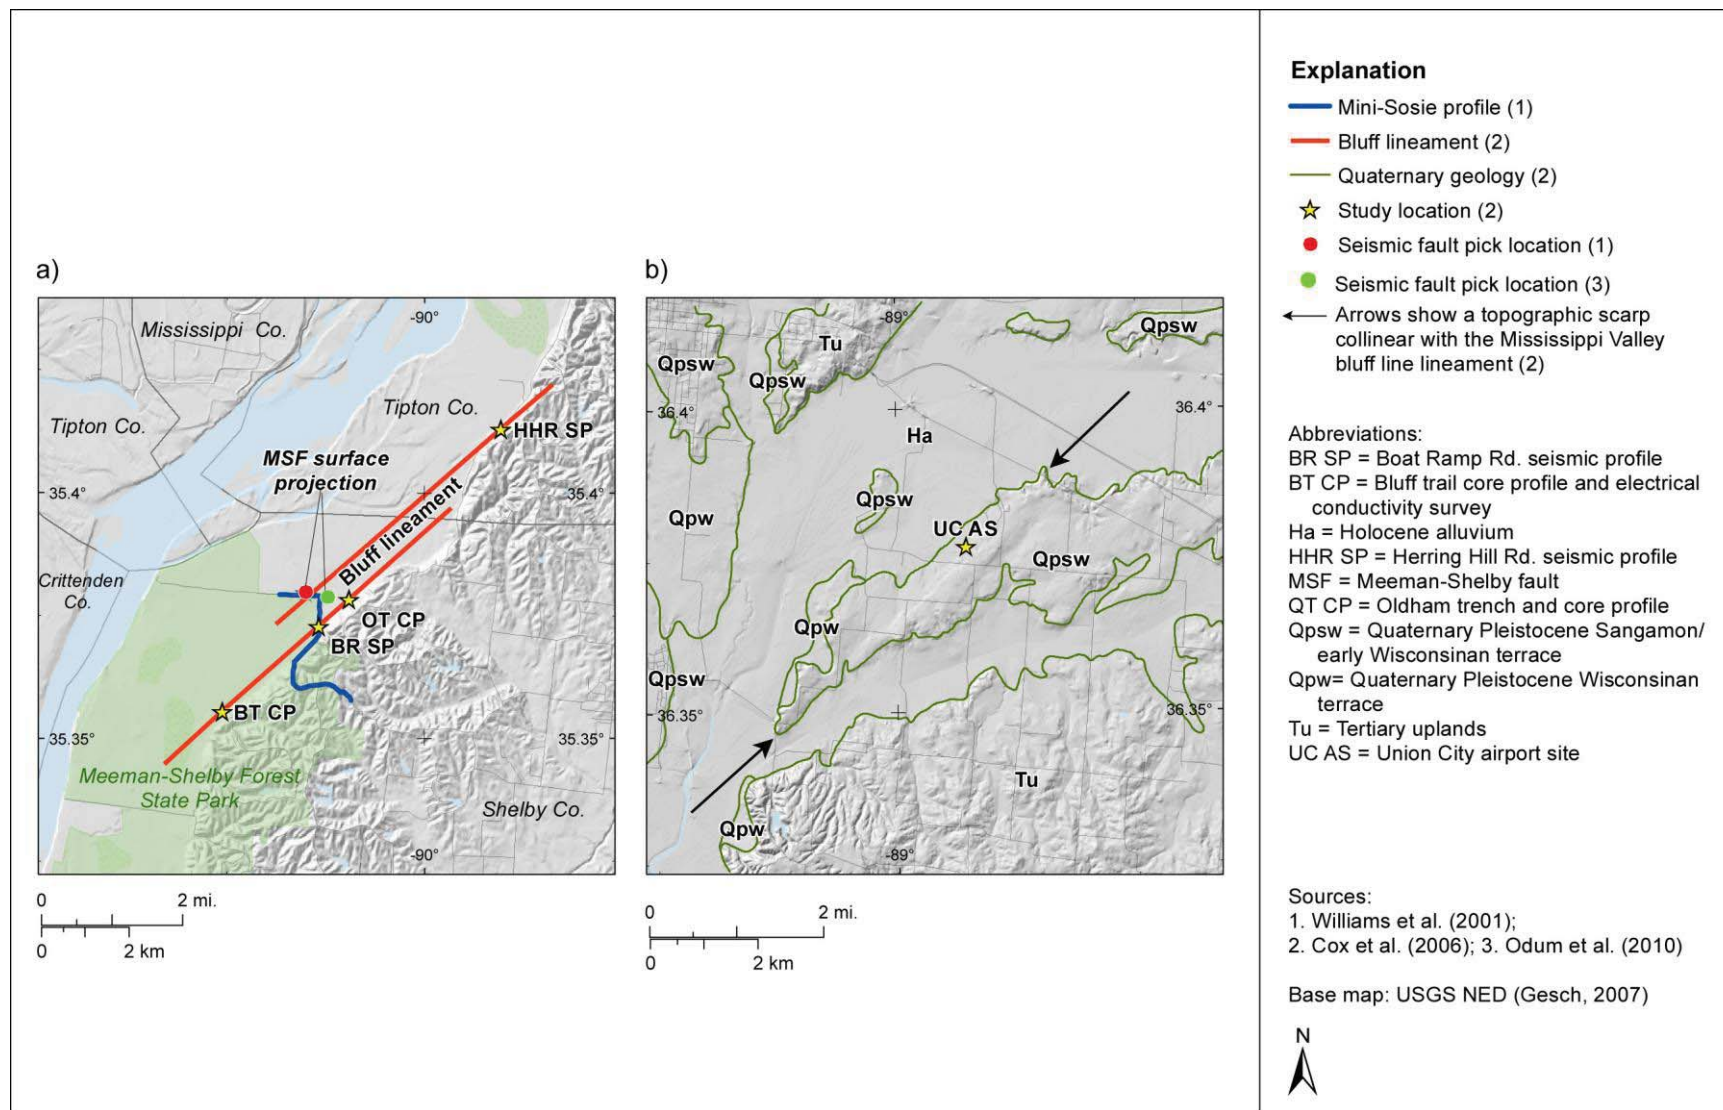 a)
Mississippi Co.
-90°
Tipton Co.
Tipton Co.
HHR SP
MSF surface
projection
35.4°
35.4°
Bluff lineament
Crittenden
Co.
OT CP
BR SP
BT CP
35.35°
35.35°
Meeman-Shelby Forest
State Park
Shelby Co.
-90°
0 2 mi.
0 2 km
b)
-89°
Qpsw
Tu
Qpsw
Qpsw
36.4°
36.4°
Ha
Qpsw
Qpw
UC AS
Qpsw
Qpw
Qpsw
36.35°
36.35°
Tu
Qpw
-89°
0 2 mi.
0 2 km
Explanation
Mini-Sosie profile (1)
Bluff lineament (2)
Quaternary geology (2)
Study location (2)
Seismic fault pick location (1)
Seismic fault pick location (3)
Arrows show a topographic scarp
collinear with the Mississippi Valley
bluff line lineament (2)
Abbreviations:
BR SP = Boat Ramp Rd. seismic profile
BT CP = Bluff trail core profile and electrical
conductivity survey
Ha = Holocene alluvium
HHR SP = Herring Hill Rd. seismic profile
MSF = Meeman-Shelby fault
QT CP = Oldham trench and core profile
Qpsw = Quaternary Pleistocene Sangamon/
early Wisconsinan terrace
Qpw= Quaternary Pleistocene Wisconsinan
terrace
Tu = Tertiary uplands
UC AS = Union City airport site
Sources:
1. Williams et al. (2001);
2. Cox et al. (2006); 3. Odum et al. (2010)
Base map: USGS NED (Gesch, 2007)
N